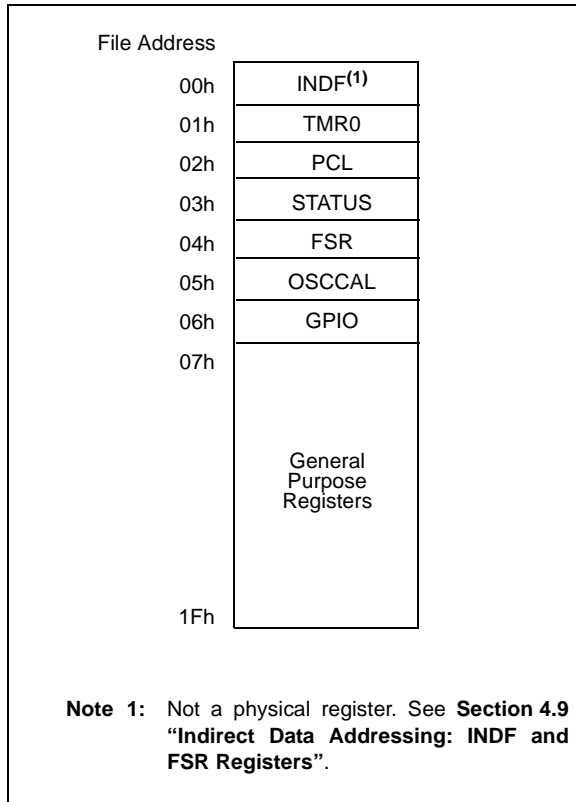 File Address
00h INDF(1)
01h TMR0
02h PCL
03h STATUS
04h FSR
05h OSCCAL
06h GPIO
07h
General
Purpose
Registers
1Fh
Note 1: Not a physical register. See Section 4.9
“Indirect Data Addressing: INDF and
FSR Registers”.